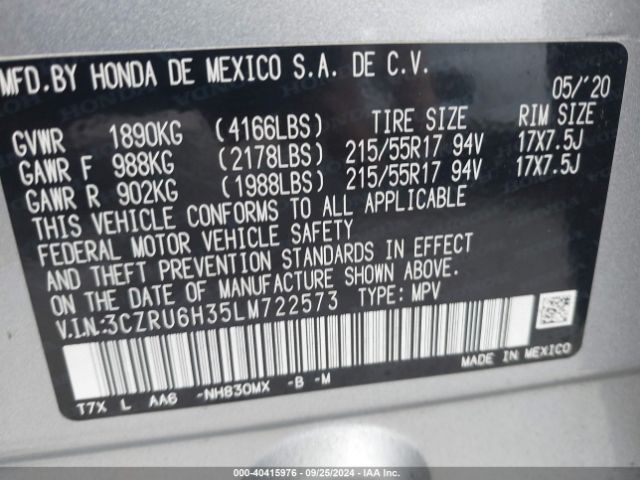 MFD.BY HONDA DE MEXICO S.A. DE C.V.
05/'20
GVWR 1890KG (4166LBS) TIRE SIZE RIM SIZE
GAWR F 988KG (2178LBS) 215/55R17 94V 17X7.5J
GAWR R 902KG (1988LBS) 215/55R17 94V 17X7.5J
THIS VEHICLE CONFORMS TO ALL APPLICABLE
FEDERAL MOTOR VEHICLE SAFETY
AND THEFT PREVENTION STANDARDS IN EFFECT
ON THE DATE OF MANUFACTURE SHOWN ABOVE.
V.I.N:3CZRU6H35LM722573 TYPE: MPV
MADE IN MEXICO
T7X L AA6 -NH830MX -B -M
000-40415976 | 09/25/2024 | IAA Inc.